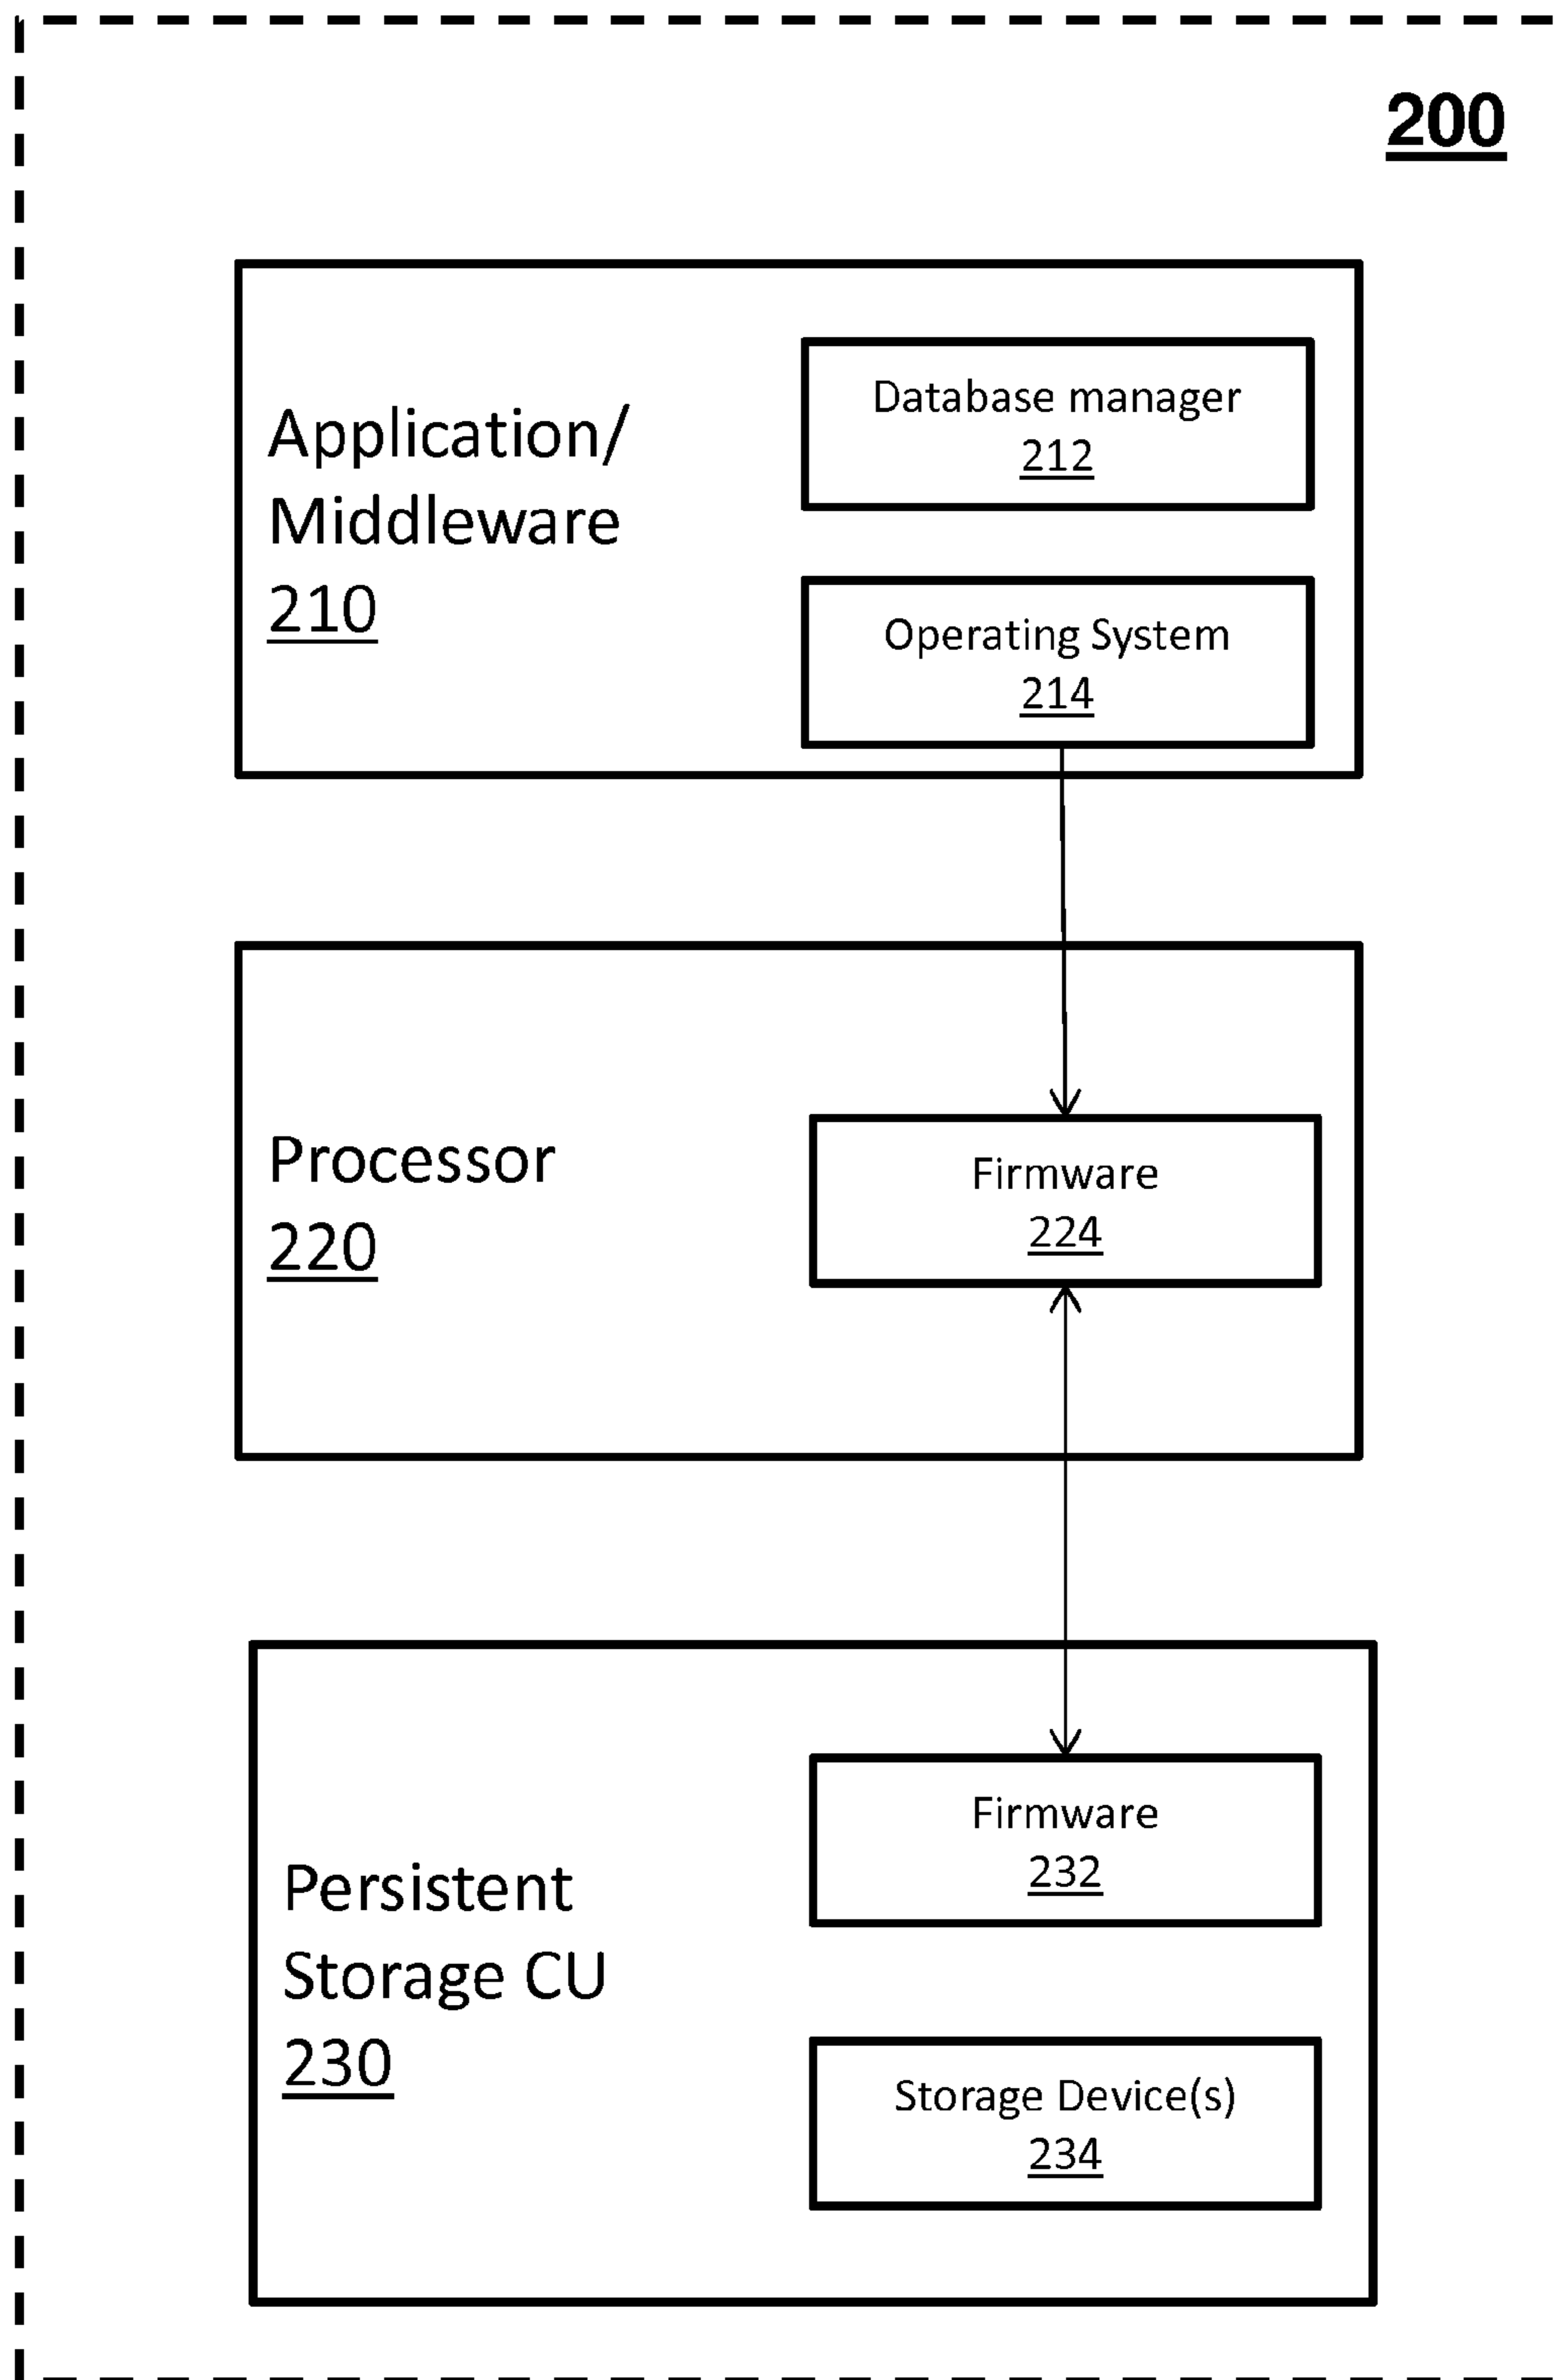 200
Application/
Middleware
210
Database manager
212
Operating System
214
Processor
220
Firmware
224
Persistent
Storage CU
230
Firmware
232
Storage Device(s)
234